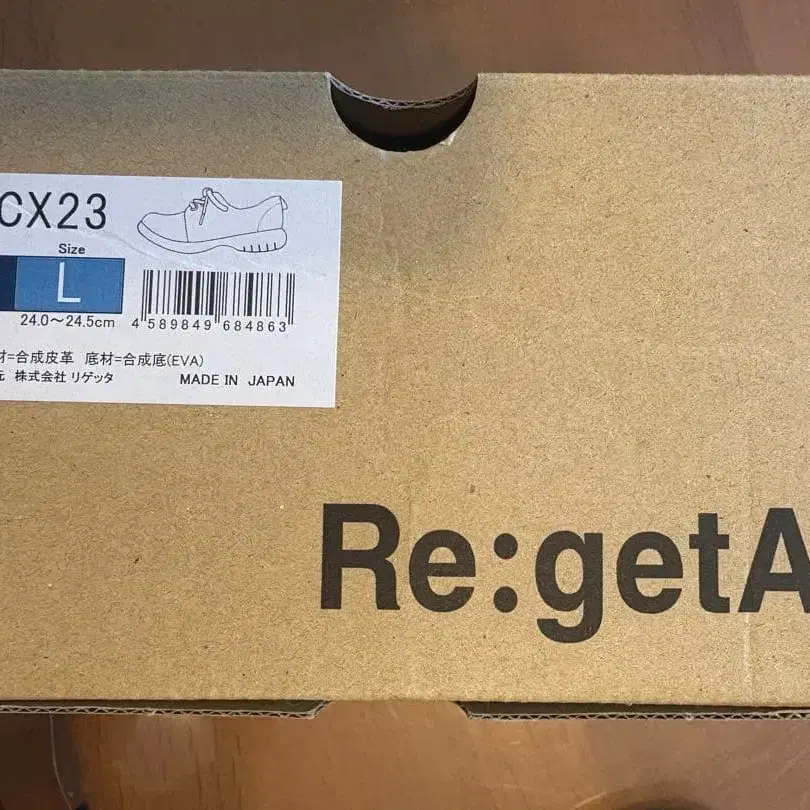 CX23
Size
L
24.0～24.5cm
4 589849 684863
材=合成皮革 底材=合成底(EVA)
元 株式会社 リゲッタ
MADE IN JAPAN
Re:getA